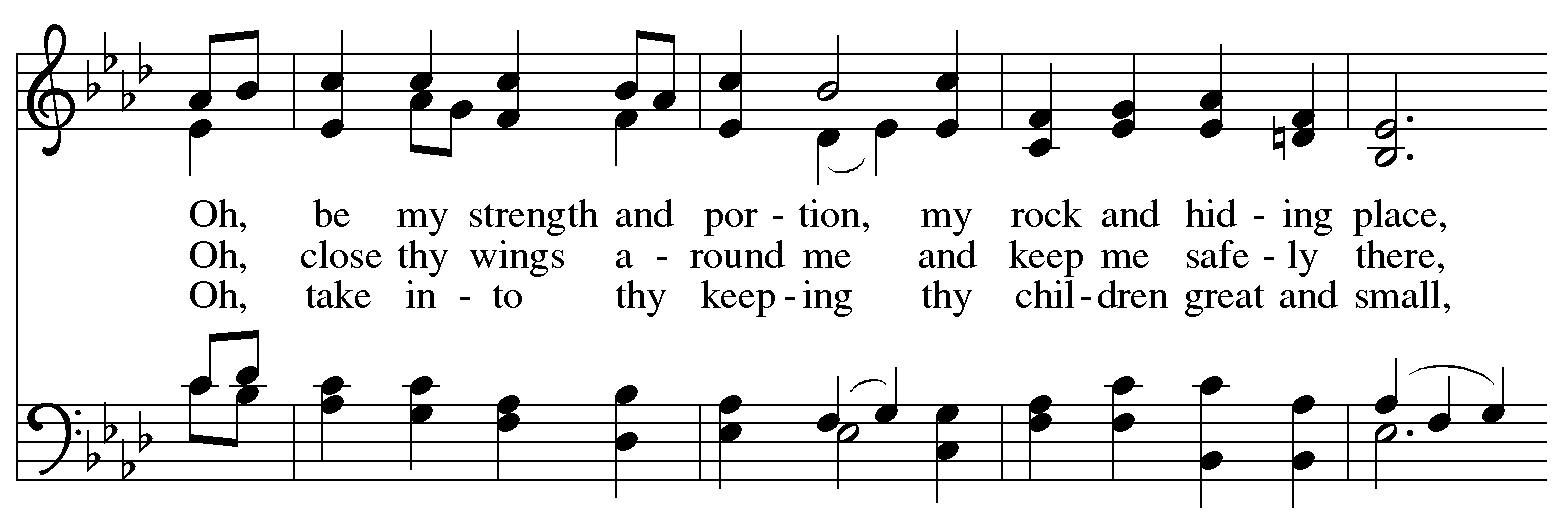 Oh, be my strength and por - tion, my rock and hid - ing place,
Oh, close thy wings a - round me and keep me safe - ly there,
Oh, take in - to thy keep - ing thy chil - dren great and small,